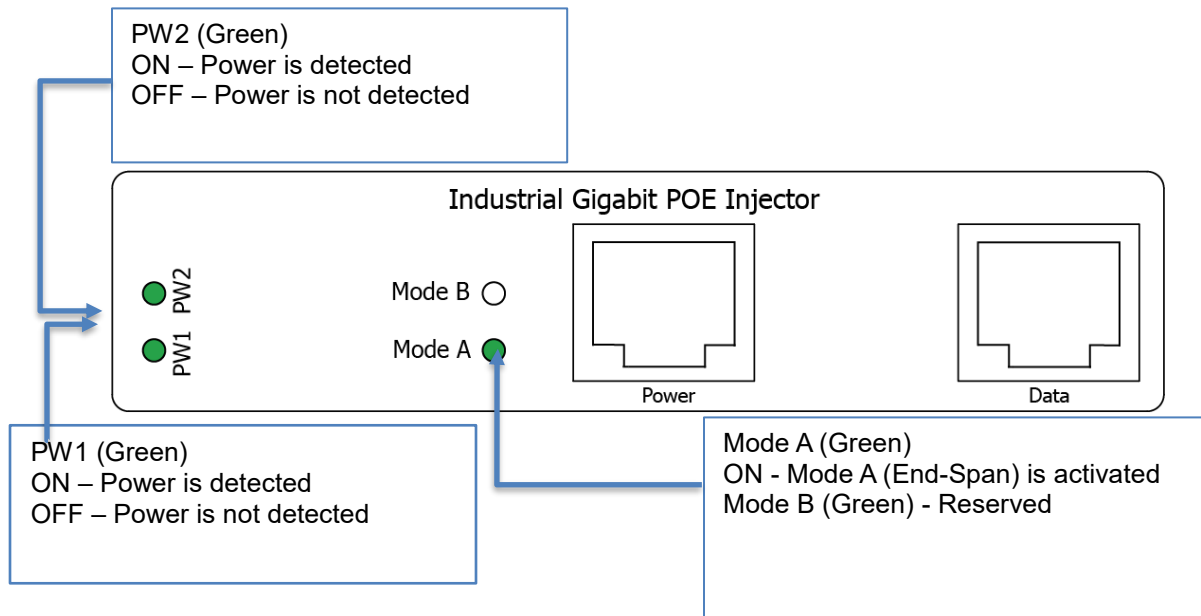 PW2 (Green)
ON – Power is detected
OFF – Power is not detected
Industrial Gigabit POE Injector
PW2
Mode B
PW1
Mode A
Power
Data
PW1 (Green)
ON – Power is detected
OFF – Power is not detected
Mode A (Green)
ON - Mode A (End-Span) is activated
Mode B (Green) - Reserved